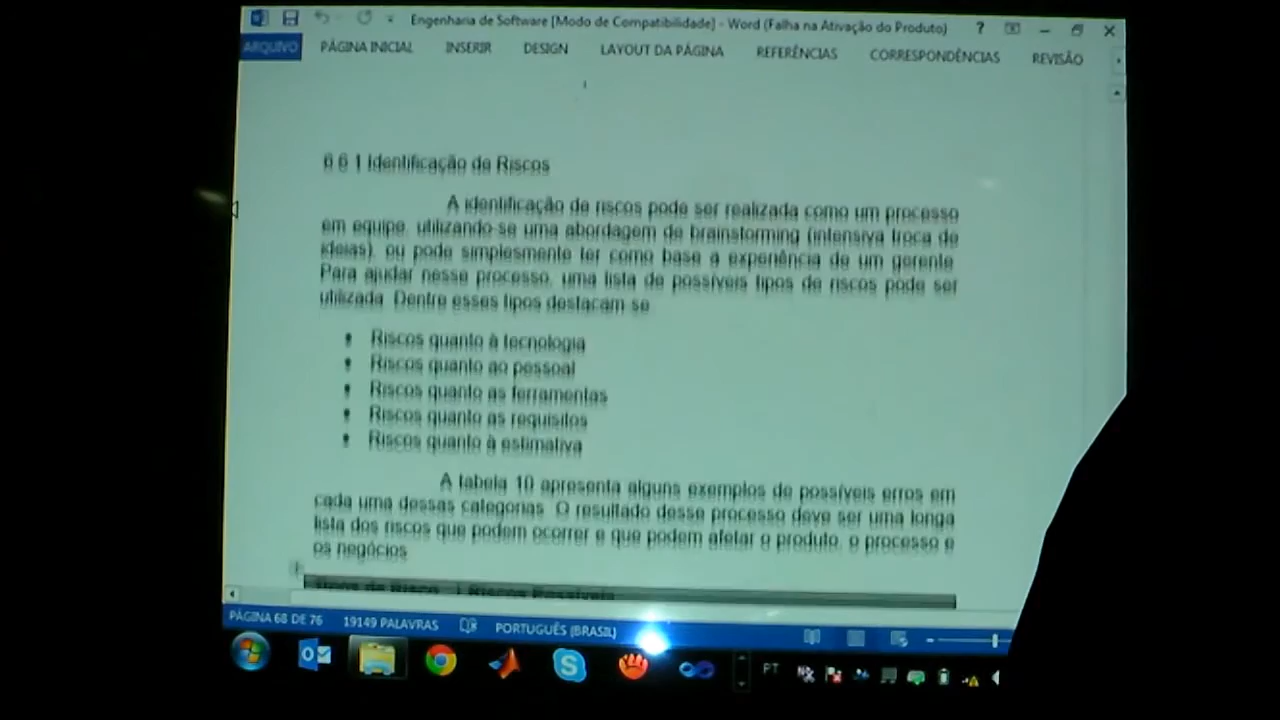 Engenharia de Software [Modo de Compatibilidade] - Word (Falha na Ativação do Produto)
ARQUIVO PÁGINA INICIAL INSERIR DESIGN LAYOUT DA PÁGINA REFERÊNCIAS CORRESPONDÊNCIAS REVISÃO
6.6.1 Identificação de Riscos
A identificação de riscos pode ser realizada como um processo
em equipe, utilizando-se uma abordagem de brainstorming (intensiva troca de
ideias), ou pode simplesmente ter como base a experiência de um gerente.
Para ajudar nesse processo, uma lista de possíveis tipos de riscos pode ser
utilizada. Dentre esses tipos destacam-se
• Riscos quanto à tecnologia
• Riscos quanto ao pessoal
• Riscos quanto as ferramentas
• Riscos quanto as requisitos
• Riscos quanto à estimativa
A tabela 10 apresenta alguns exemplos de possíveis erros em
cada uma dessas categorias. O resultado desse processo deve ser uma longa
lista dos riscos que podem ocorrer e que podem afetar o produto, o processo e
os negócios
Tipos de Risco Riscos Possíveis
PÁGINA 68 DE 76 19149 PALAVRAS PORTUGUÊS (BRASIL)
PT